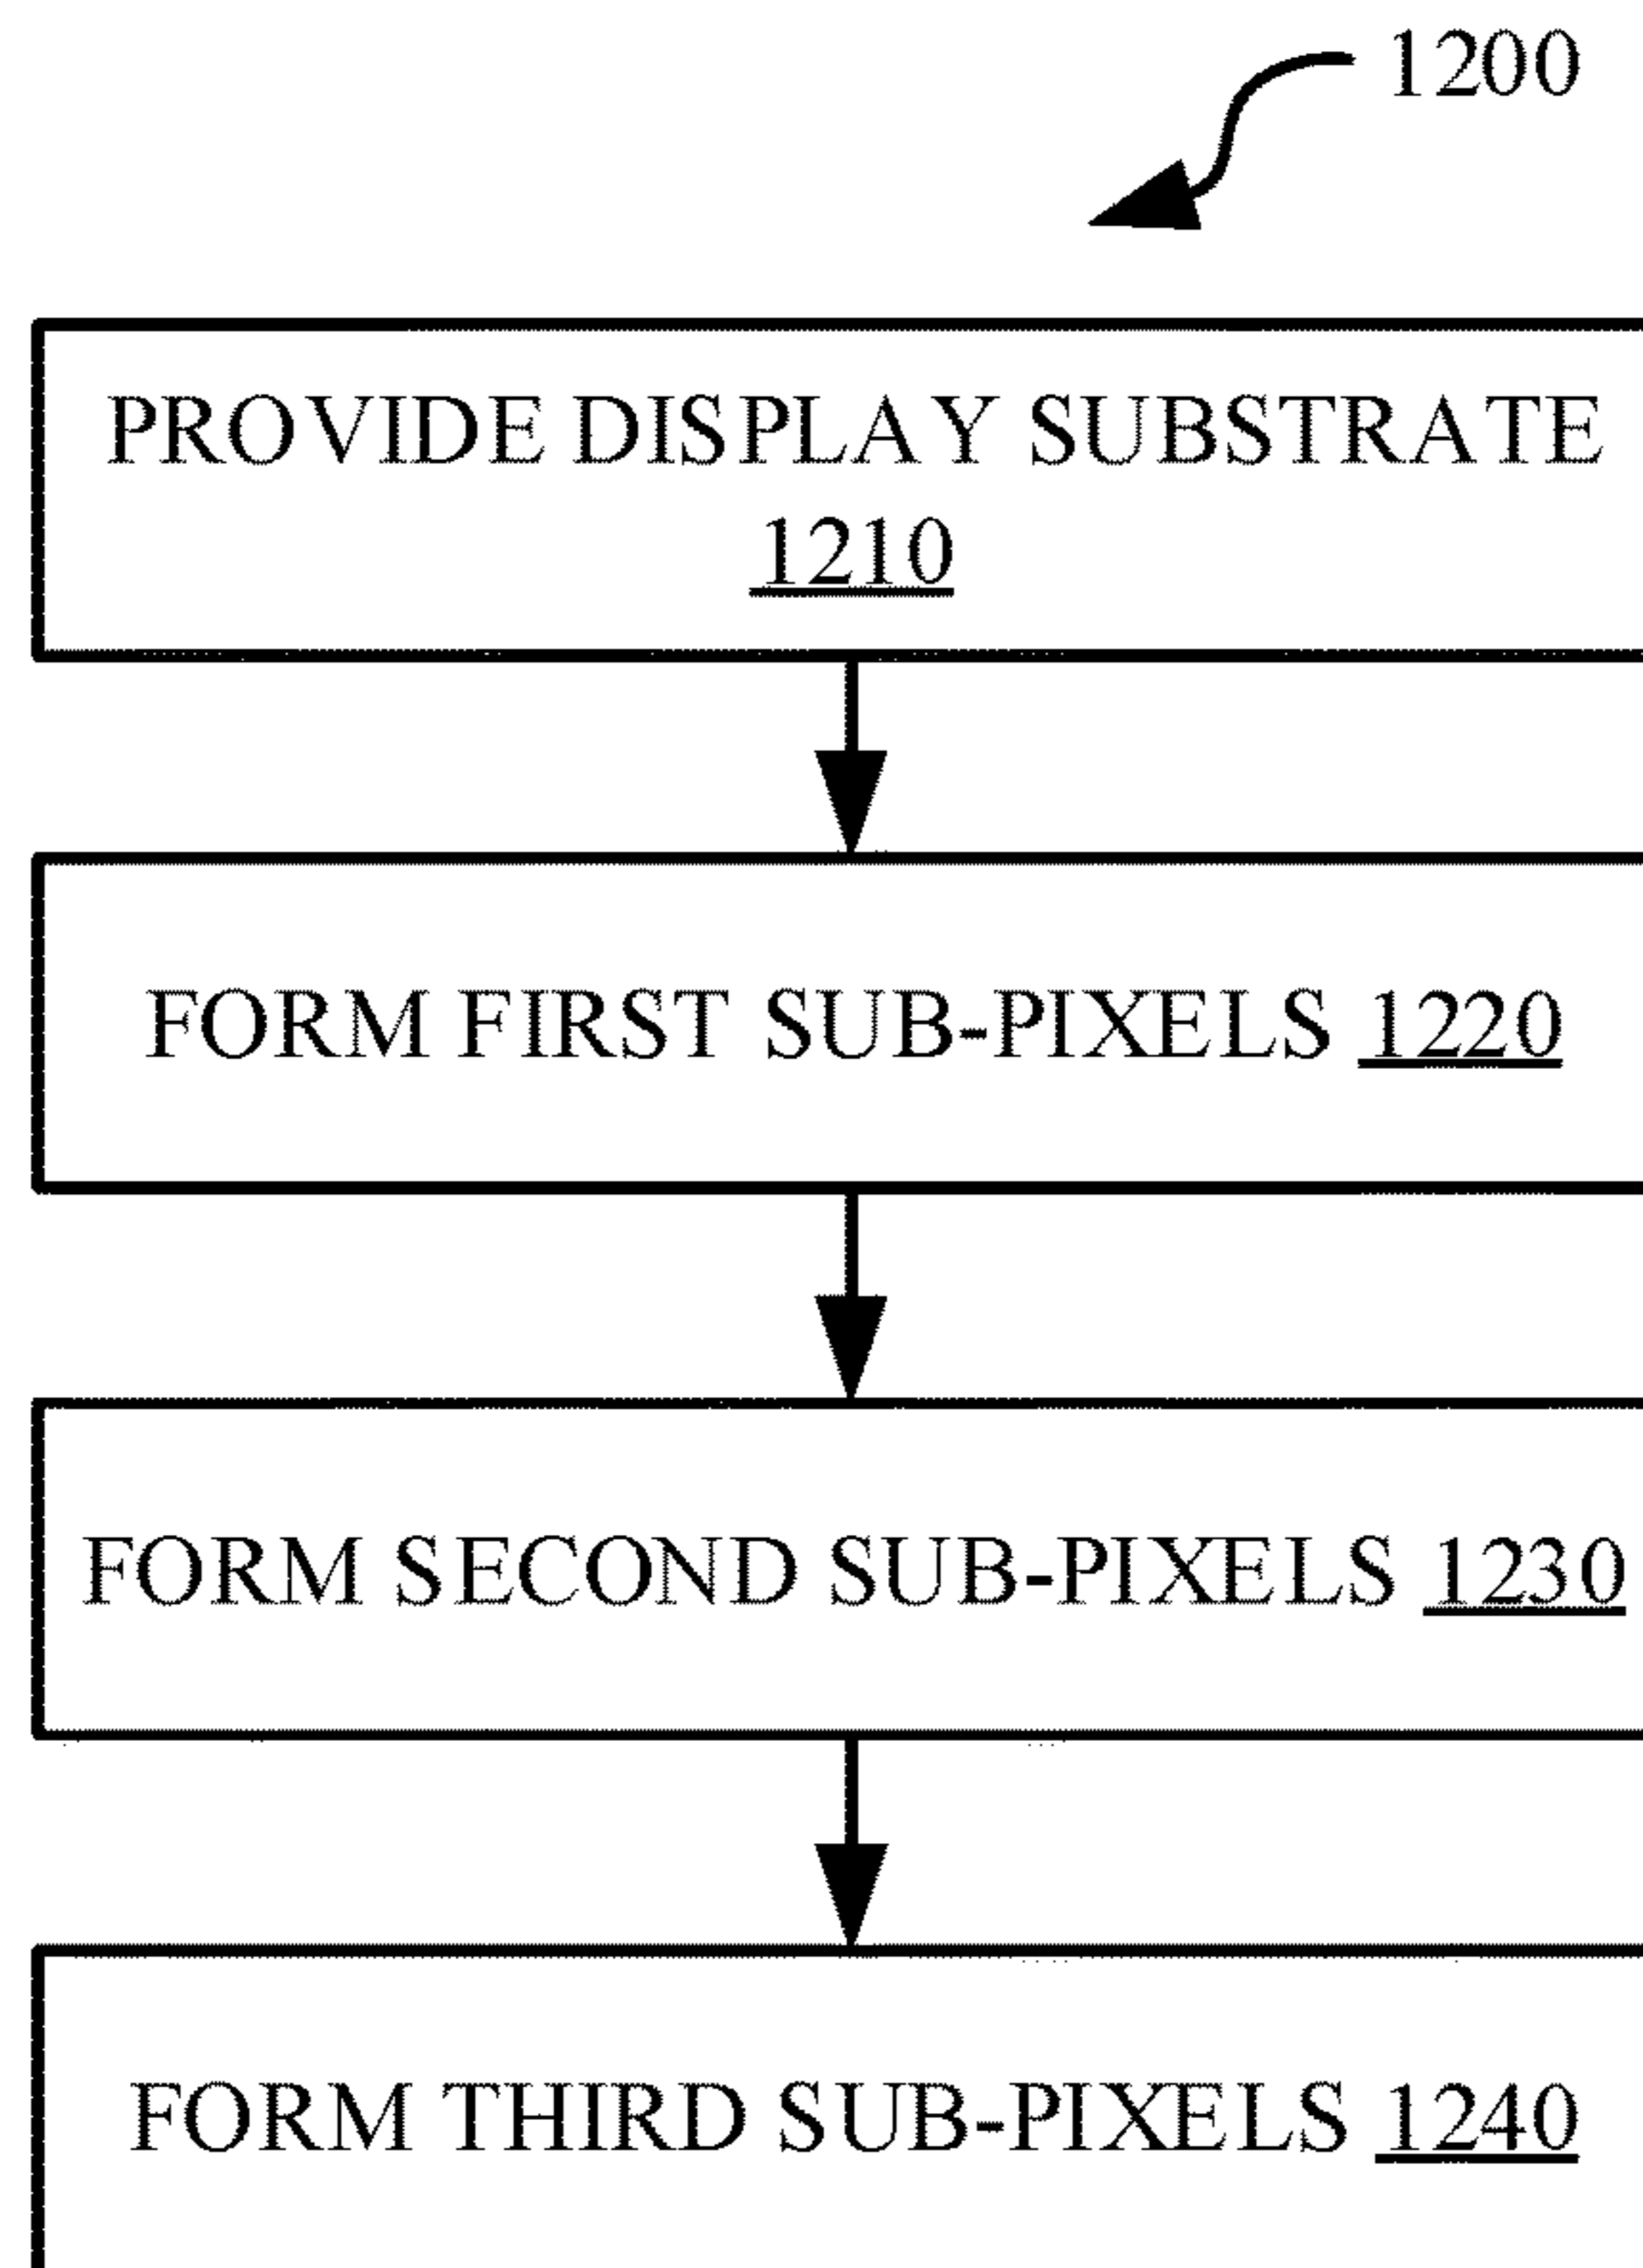 1200
PROVIDE DISPLAY SUBSTRATE
1210
FORM FIRST SUB-PIXELS 1220
FORM SECOND SUB-PIXELS 1230
FORM THIRD SUB-PIXELS 1240